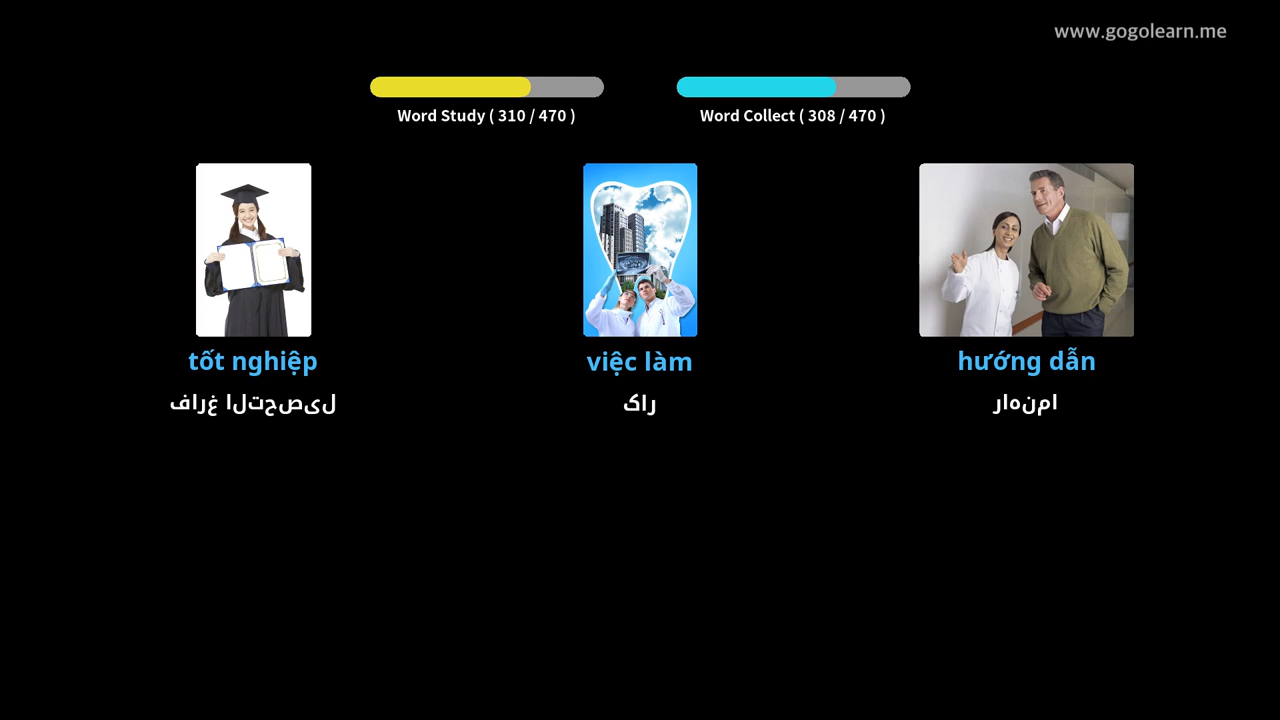 www.gogolearn.me
Word Study ( 310 / 470 )
Word Collect ( 308 / 470 )
tốt nghiệp
việc làm
hướng dẫn
فارغ التحصیل
کار
راهنما